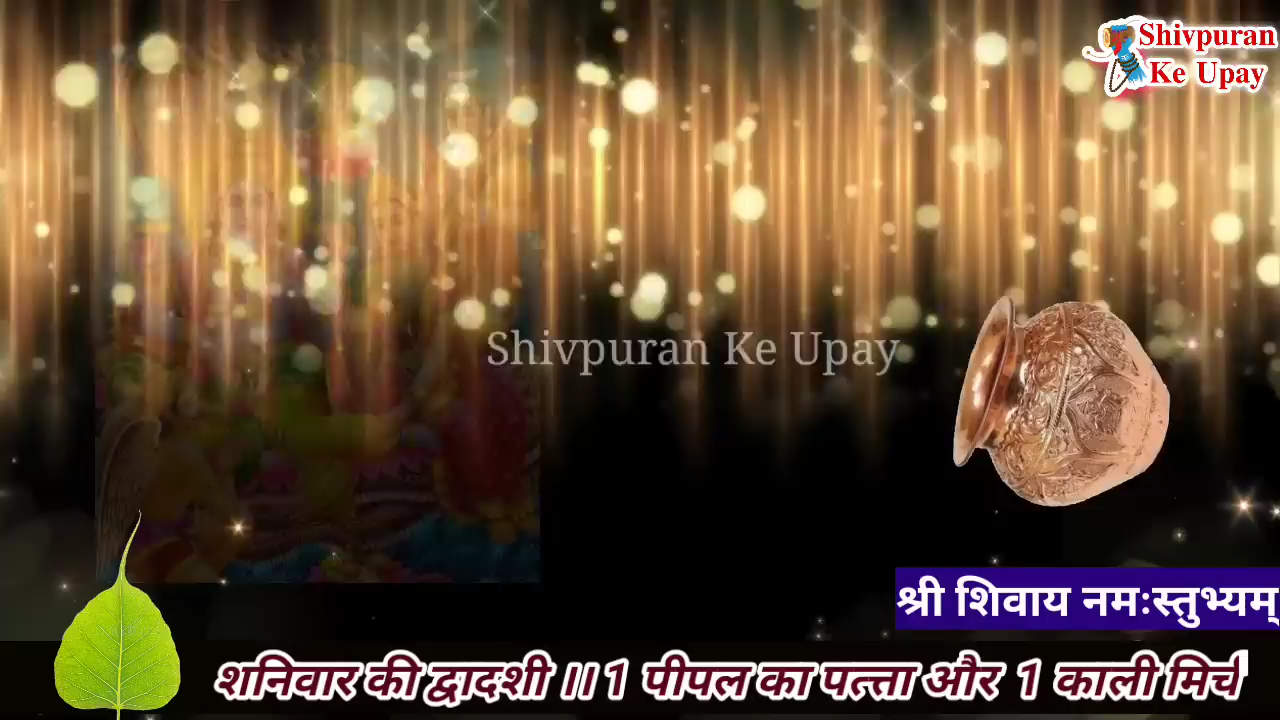 Shivpuran
Ke Upay
Shivpuran Ke Upay
श्री शिवाय नमःस्तुभ्यम्
शनिवार की द्वादशी ।। 1 पीपल का पत्ता और 1 काली मिर्च